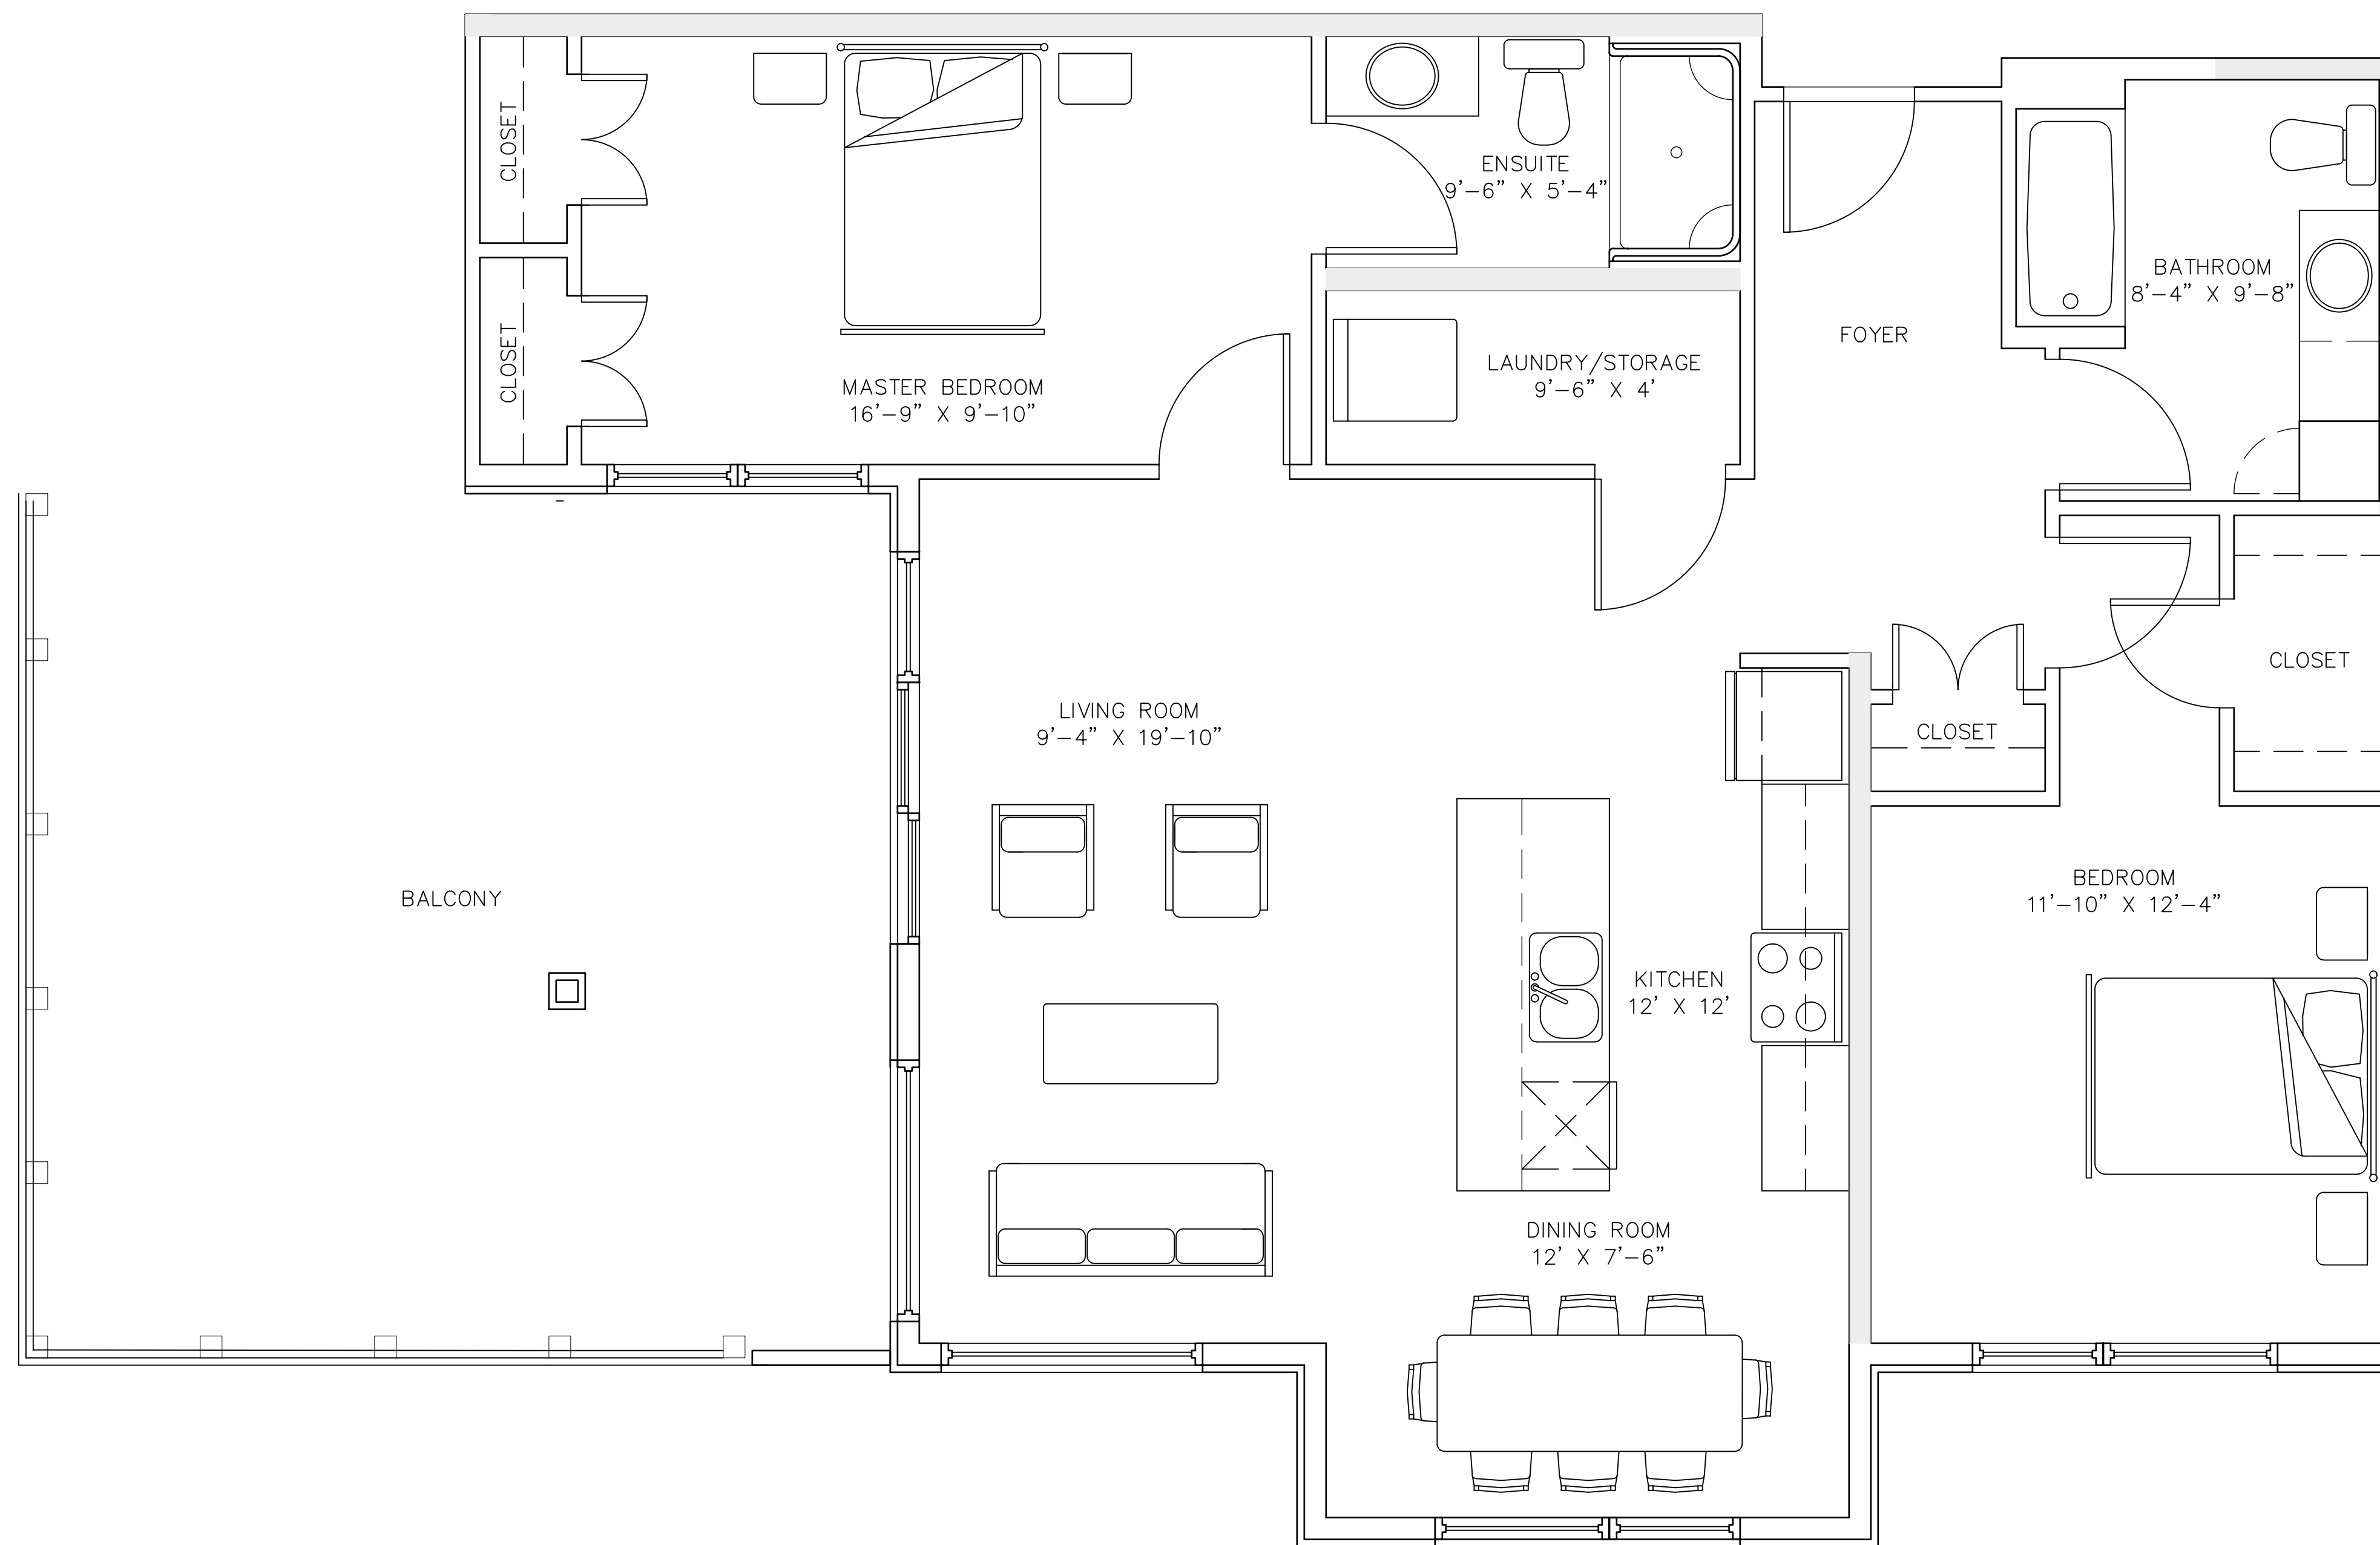 CLOSET
ENSUITE
9'-6" X 5'-4"
BATHROOM
8'-4" X 9'-8"
FOYER
CLOSET
LAUNDRY/STORAGE
9'-6" X 4'
MASTER BEDROOM
16'-9" X 9'-10"
CLOSET
LIVING ROOM
9'-4" X 19'-10"
CLOSET
BEDROOM
11'-10" X 12'-4"
BALCONY
KITCHEN
12' X 12'
DINING ROOM
12' X 7'-6"